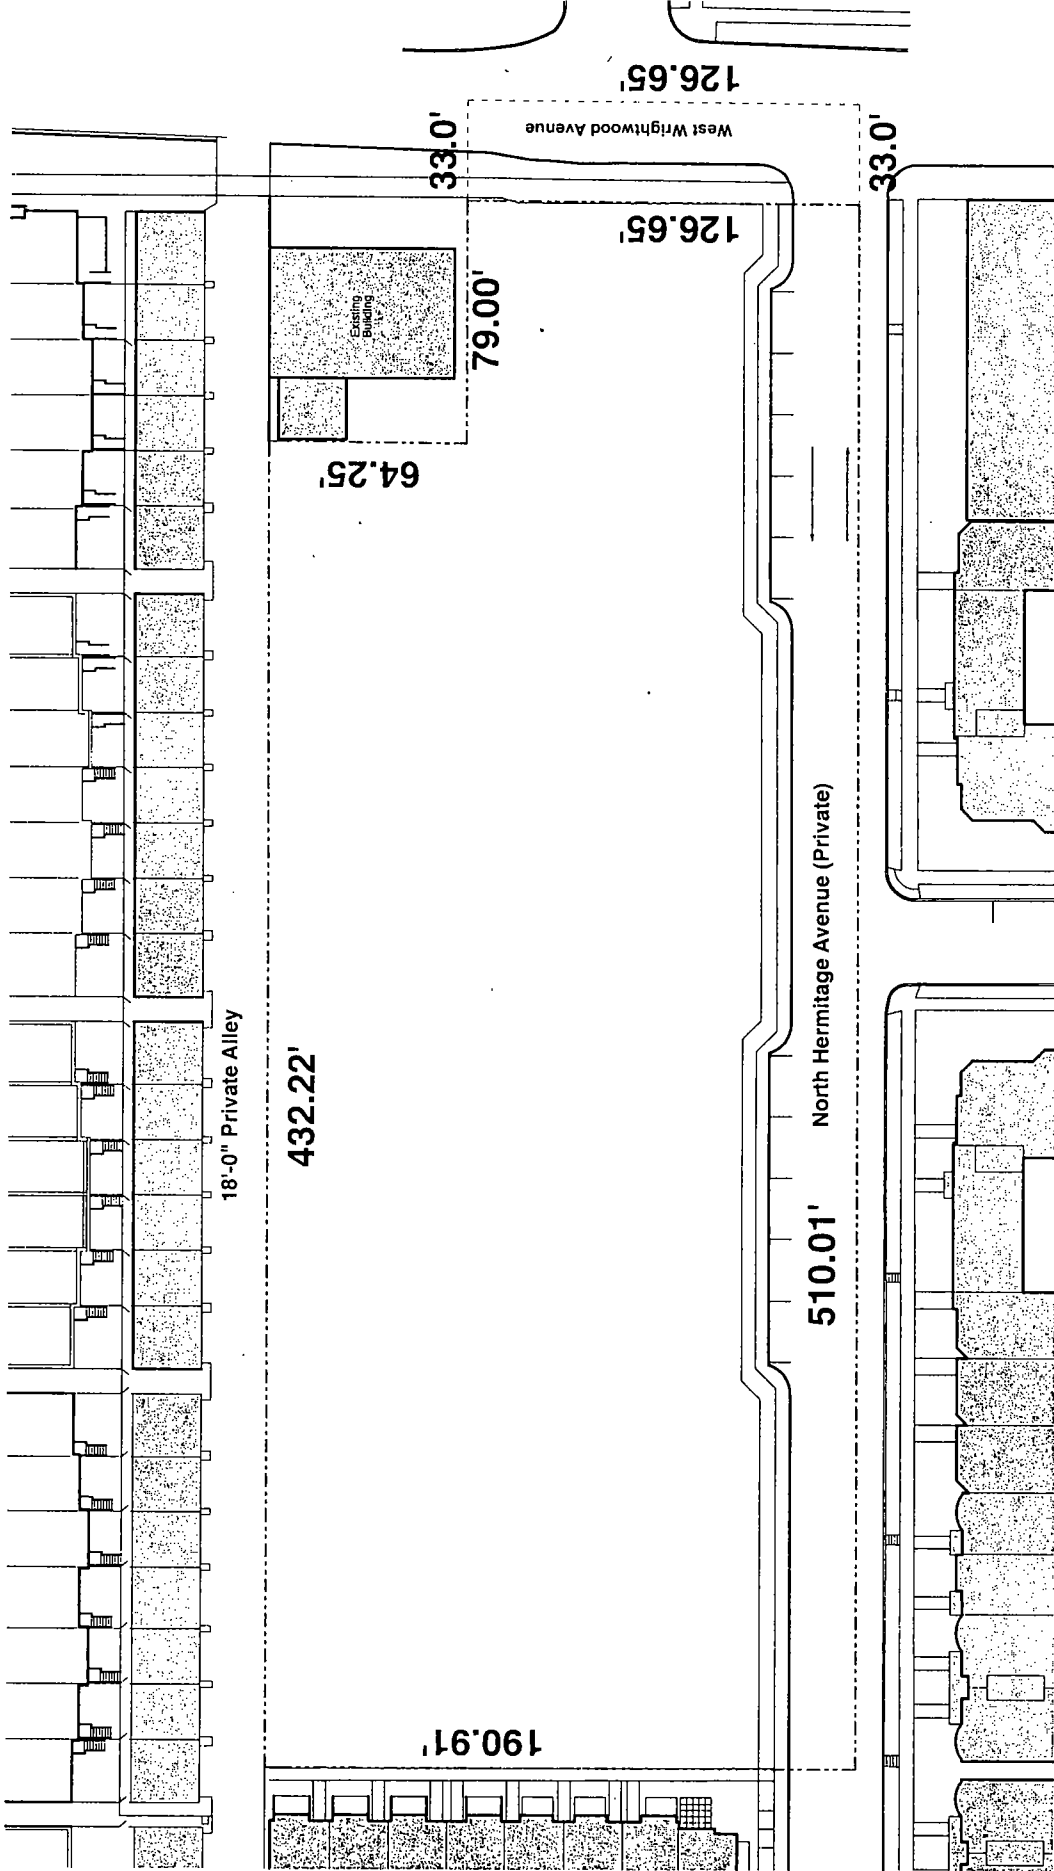 126.65'
West Wrightwood Avenue
33.0'
33.0'
126.65'
79.00'
Existing
Building
64.25'
18'-0" Private Alley
432.22'
North Hermitage Avenue (Private)
510.01'
190.91'